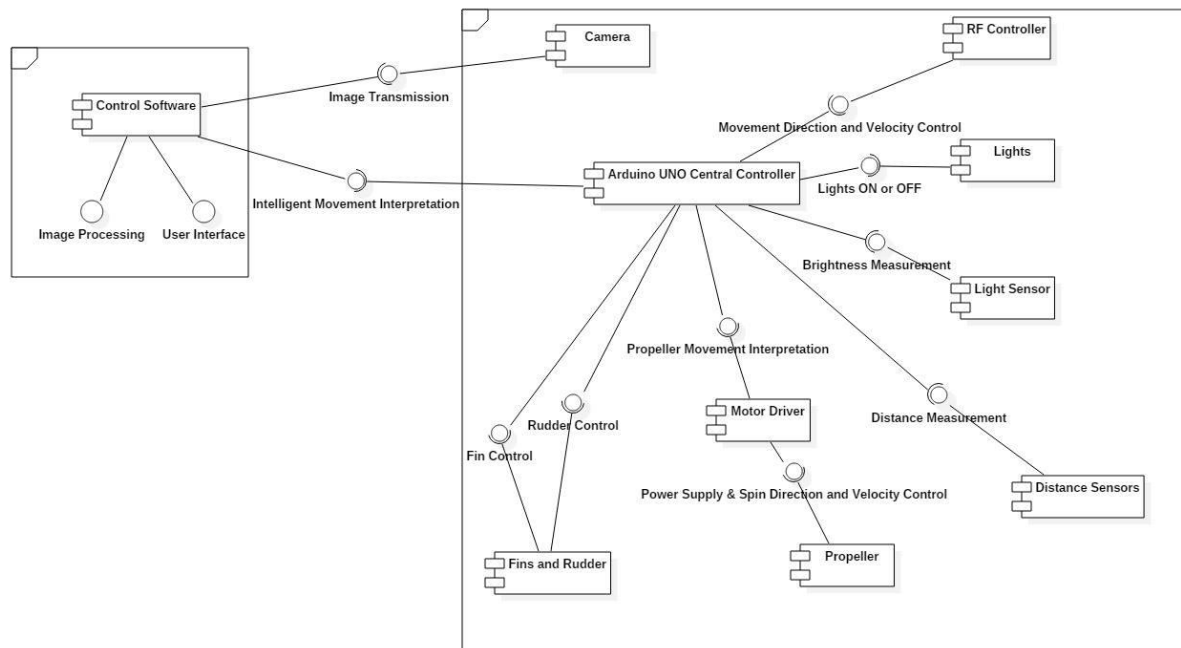 RF Controller
Camera
Image Transmission
Control Software
Movement Direction and Velocity Control
Lights
Arduino UNO Central Controller
Lights ON or OFF
Intelligent Movement Interpretation
Image Processing
User Interface
Brightness Measurement
Light Sensor
Propeller Movement Interpretation
Motor Driver
Distance Measurement
Rudder Control
Fin Control
Power Supply & Spin Direction and Velocity Control
Distance Sensors
Fins and Rudder
Propeller